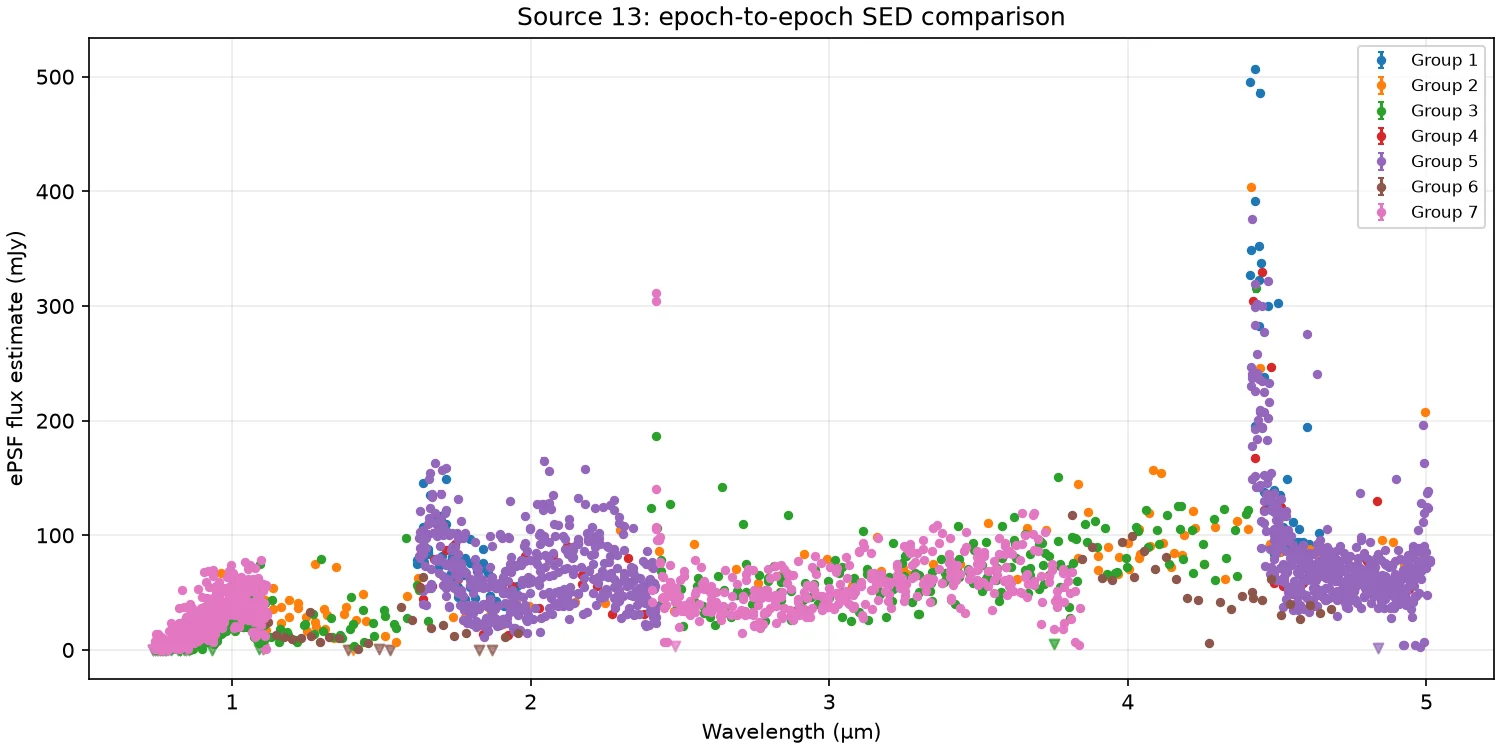 Source 13: epoch-to-epoch SED comparison
ePSF flux estimate (mJy)
500
400
300
200
100
0
Group 1
Group 2
Group 3
Group 4
Group 5
Group 6
Group 7
1 2 3 4 5
Wavelength (µm)